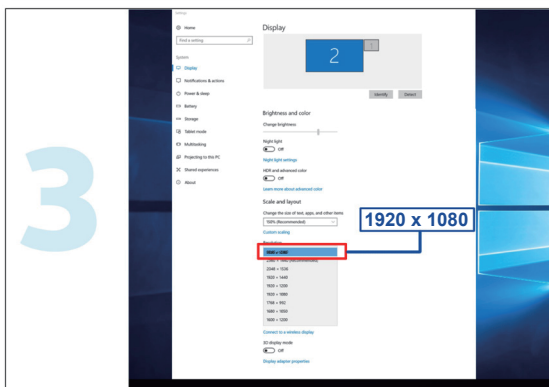 3
Settings
Home
Find a setting
System
Display
Notifications & actions
Power & sleep
Battery
Storage
Tablet mode
Multitasking
Projecting to this PC
Shared experiences
About
Display
2
1
Identify
Detect
Brightness and color
Change brightness
Night light
Off
Night light settings
HDR and advanced color
Off
Learn more about advanced color
Scale and layout
Change the size of text, apps, and other items
100% (Recommended)
Custom scaling
Resolution
1920 x 1080
2048 × 1536
1920 × 1440
1920 × 1200
1920 × 1080
1680 × 1050
1600 × 1200
Connect to a wireless display
3D display mode
Off
Display adapter properties